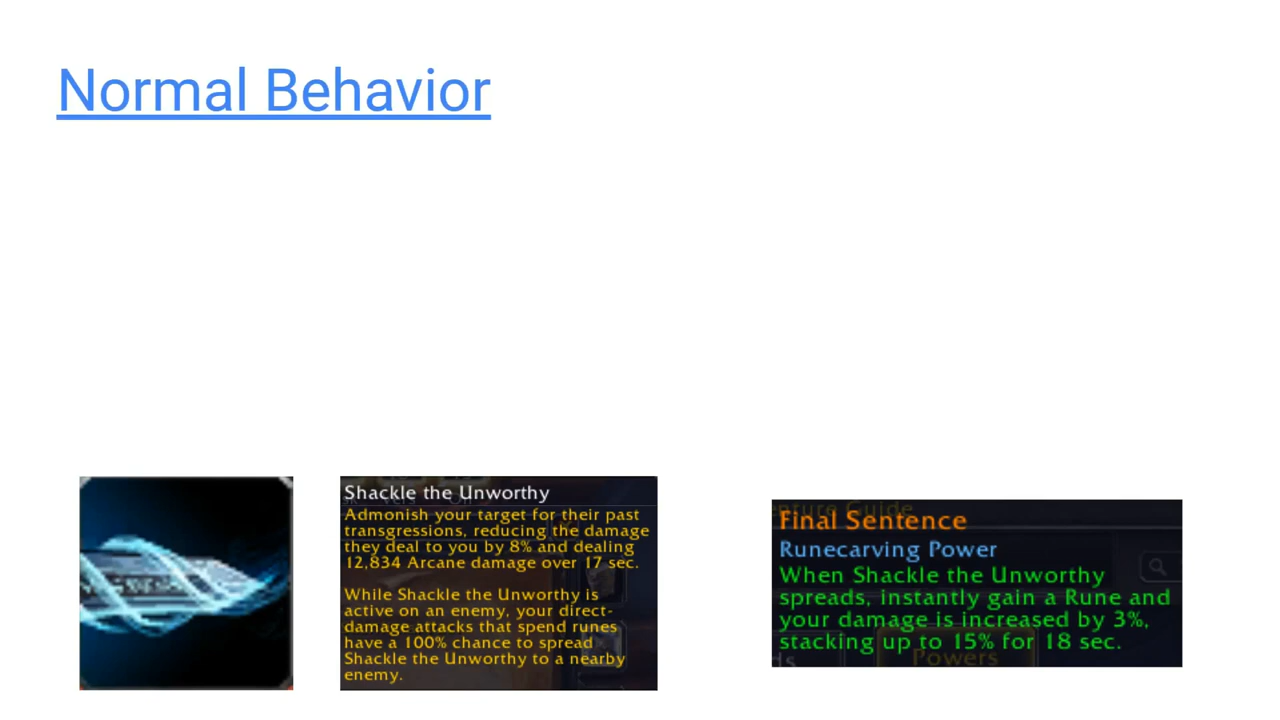 Normal Behavior
Shackle the Unworthy
Admonish your target for their past
transgressions, reducing the damage
they deal to you by 8% and dealing
12,834 Arcane damage over 17 sec.
While Shackle the Unworthy is
active on an enemy, your direct-
damage attacks that spend runes
have a 100% chance to spread
Shackle the Unworthy to a nearby
enemy.
Final Sentence
Runecarving Power
When Shackle the Unworthy
spreads, instantly gain a Rune and
your damage is increased by 3%,
stacking up to 15% for 18 sec.
Powers